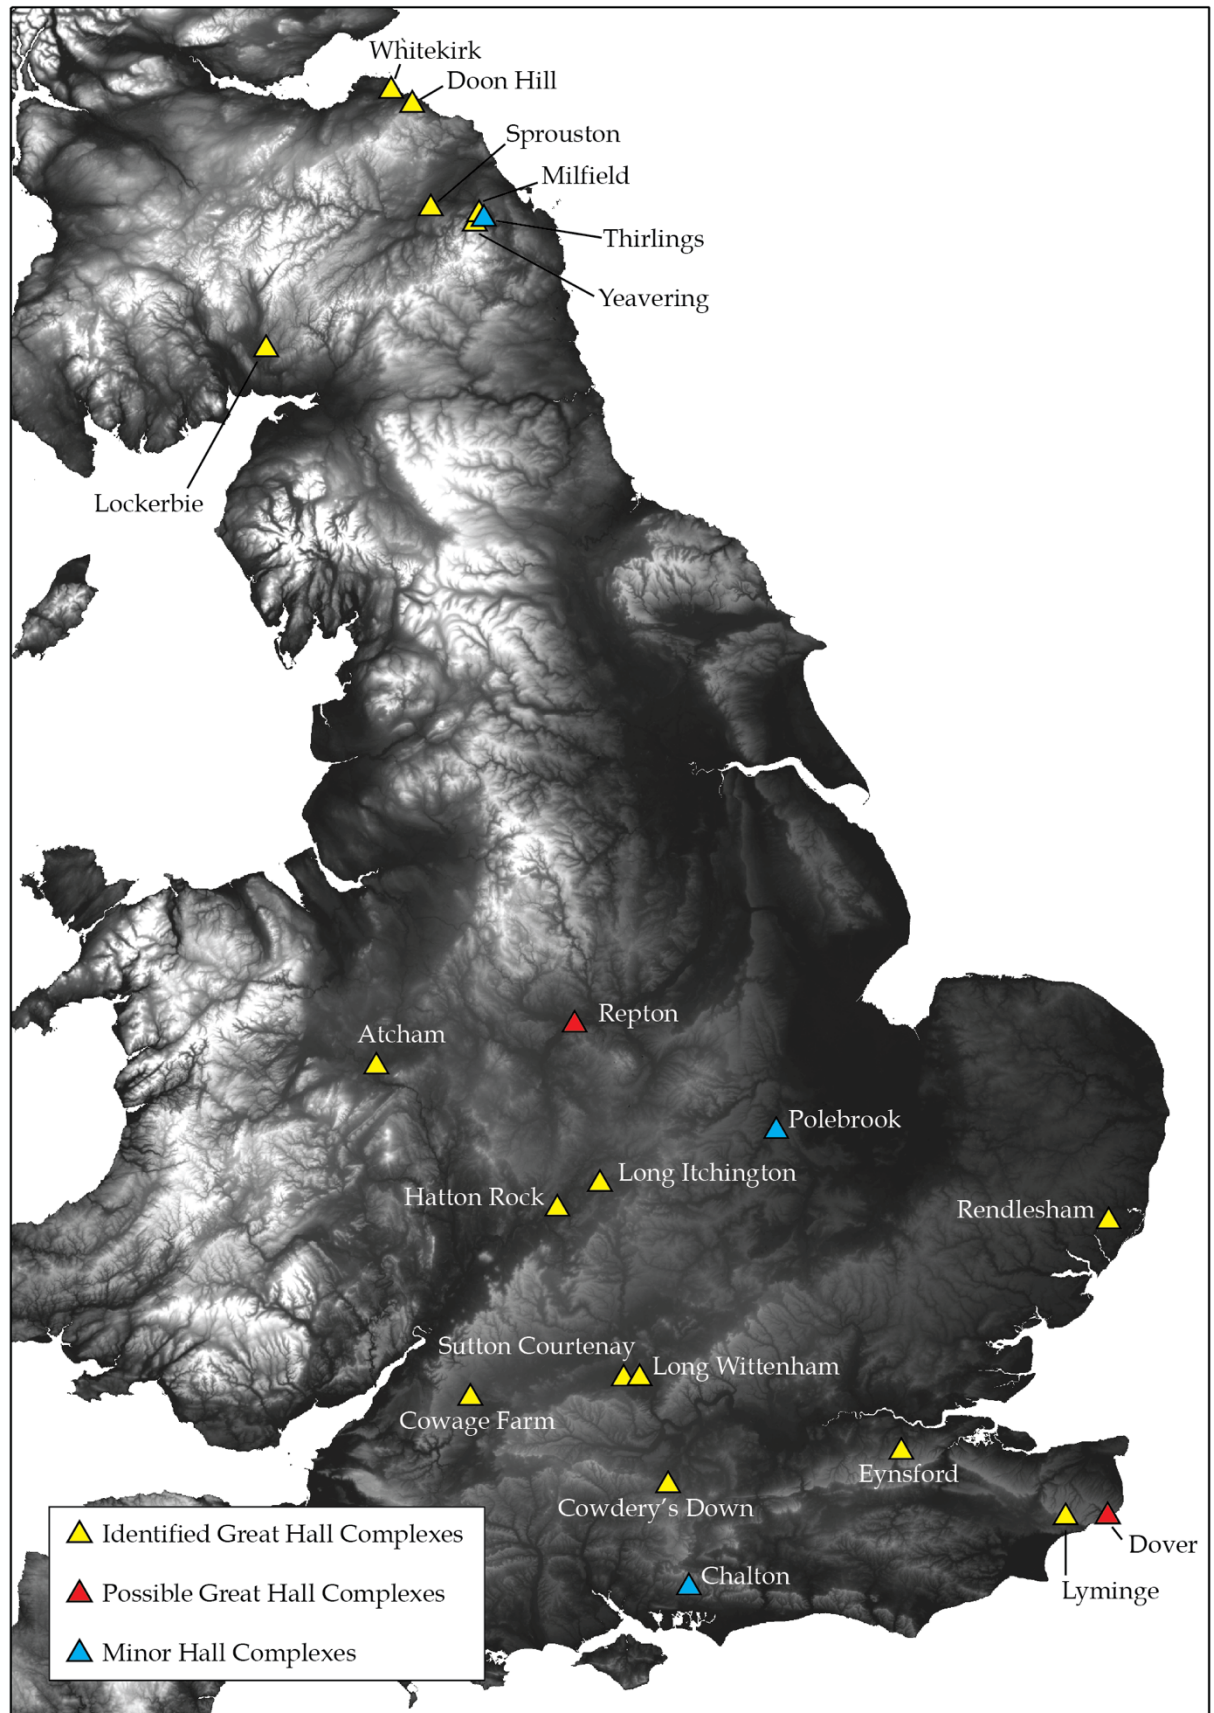 Whitekirk
Doon Hill
Sprouston
Milfield
Thirlings
Yeavering
Lockerbie
Repton
Atcham
Polebrook
Long Itchington
Hatton Rock
Rendlesham
Sutton Courtenay
Long Wittenham
Cowage Farm
Eynsford
Cowdery's Down
Dover
Chalton
Lyminge
Identified Great Hall Complexes
Possible Great Hall Complexes
Minor Hall Complexes